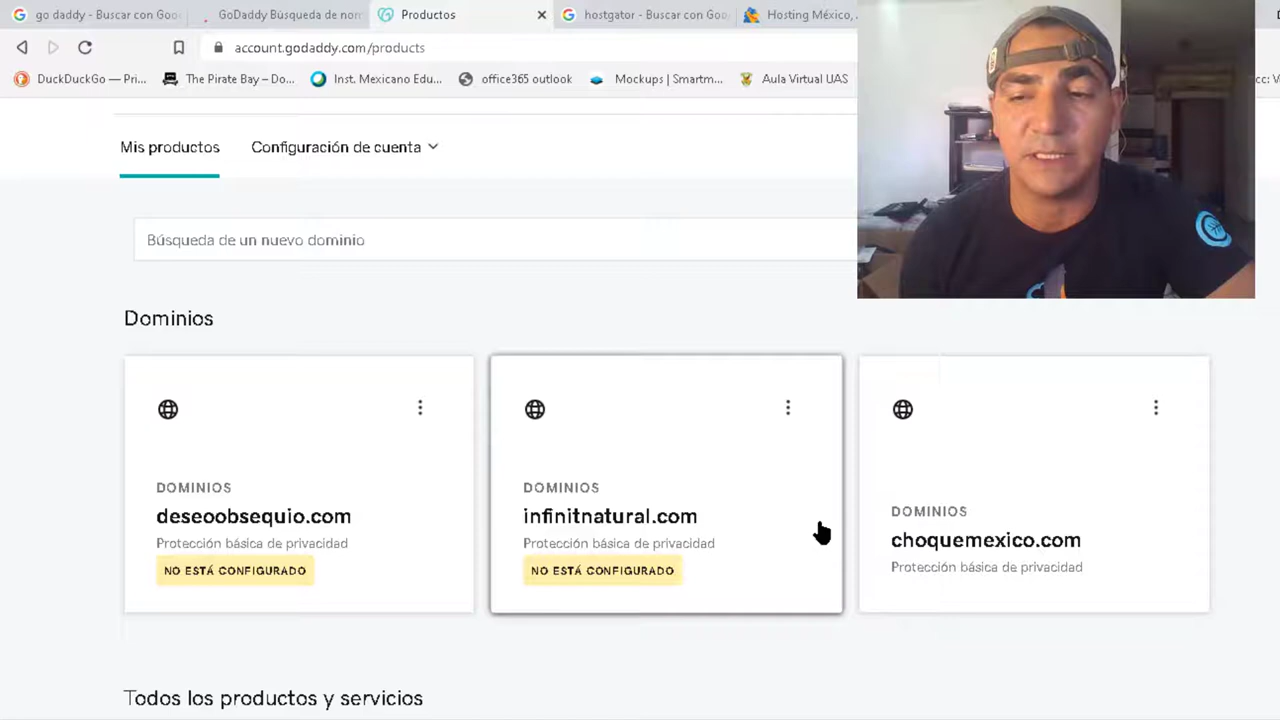 go daddy - Buscar con Goo
GoDaddy Búsqueda de nom
Productos
hostgator - Buscar con Goo
Hosting México,
account.godaddy.com/products
DuckDuckGo — Pri...
The Pirate Bay – Do...
Inst. Mexicano Edu...
office365 outlook
Mockups | Smartm...
Aula Virtual UAS
Mis productos
Configuración de cuenta
Búsqueda de un nuevo dominio
Dominios
DOMINIOS
deseoobsequio.com
Protección básica de privacidad
NO ESTÁ CONFIGURADO
DOMINIOS
infinitnatural.com
Protección básica de privacidad
NO ESTÁ CONFIGURADO
DOMINIOS
choquemexico.com
Protección básica de privacidad
Todos los productos y servicios